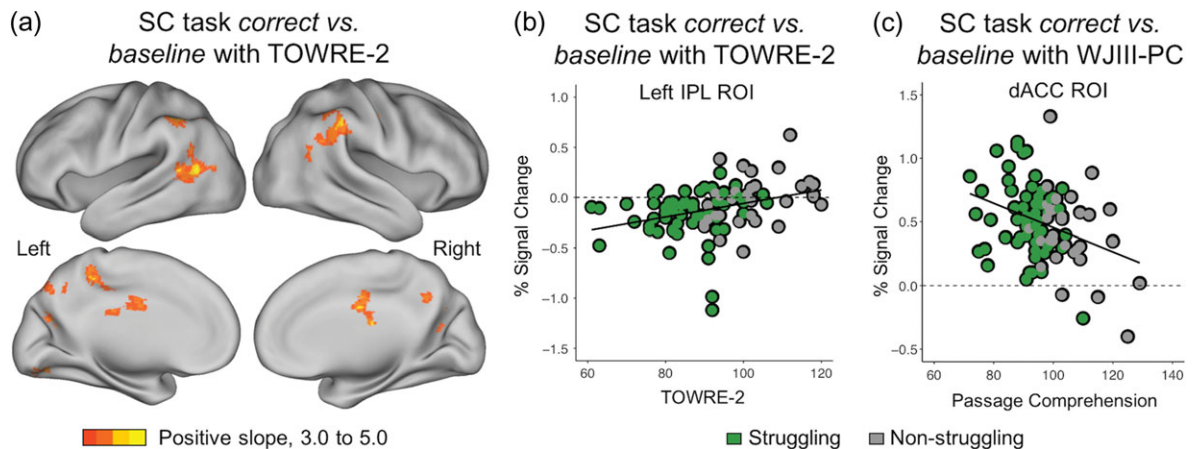 (a)
SC task correct vs.
baseline with TOWRE-2
Left
Right
Positive slope, 3.0 to 5.0
(b)
SC task correct vs.
baseline with TOWRE-2
Left IPL ROI
% Signal Change
1.0
0.5
0.0
-0.5
-1.0
-1.5
60
80
100
120
TOWRE-2
(c)
SC task correct vs.
baseline with WJIII-PC
dACC ROI
% Signal Change
1.5
1.0
0.5
0.0
-0.5
60
80
100
120
140
Passage Comprehension
Struggling
Non-struggling